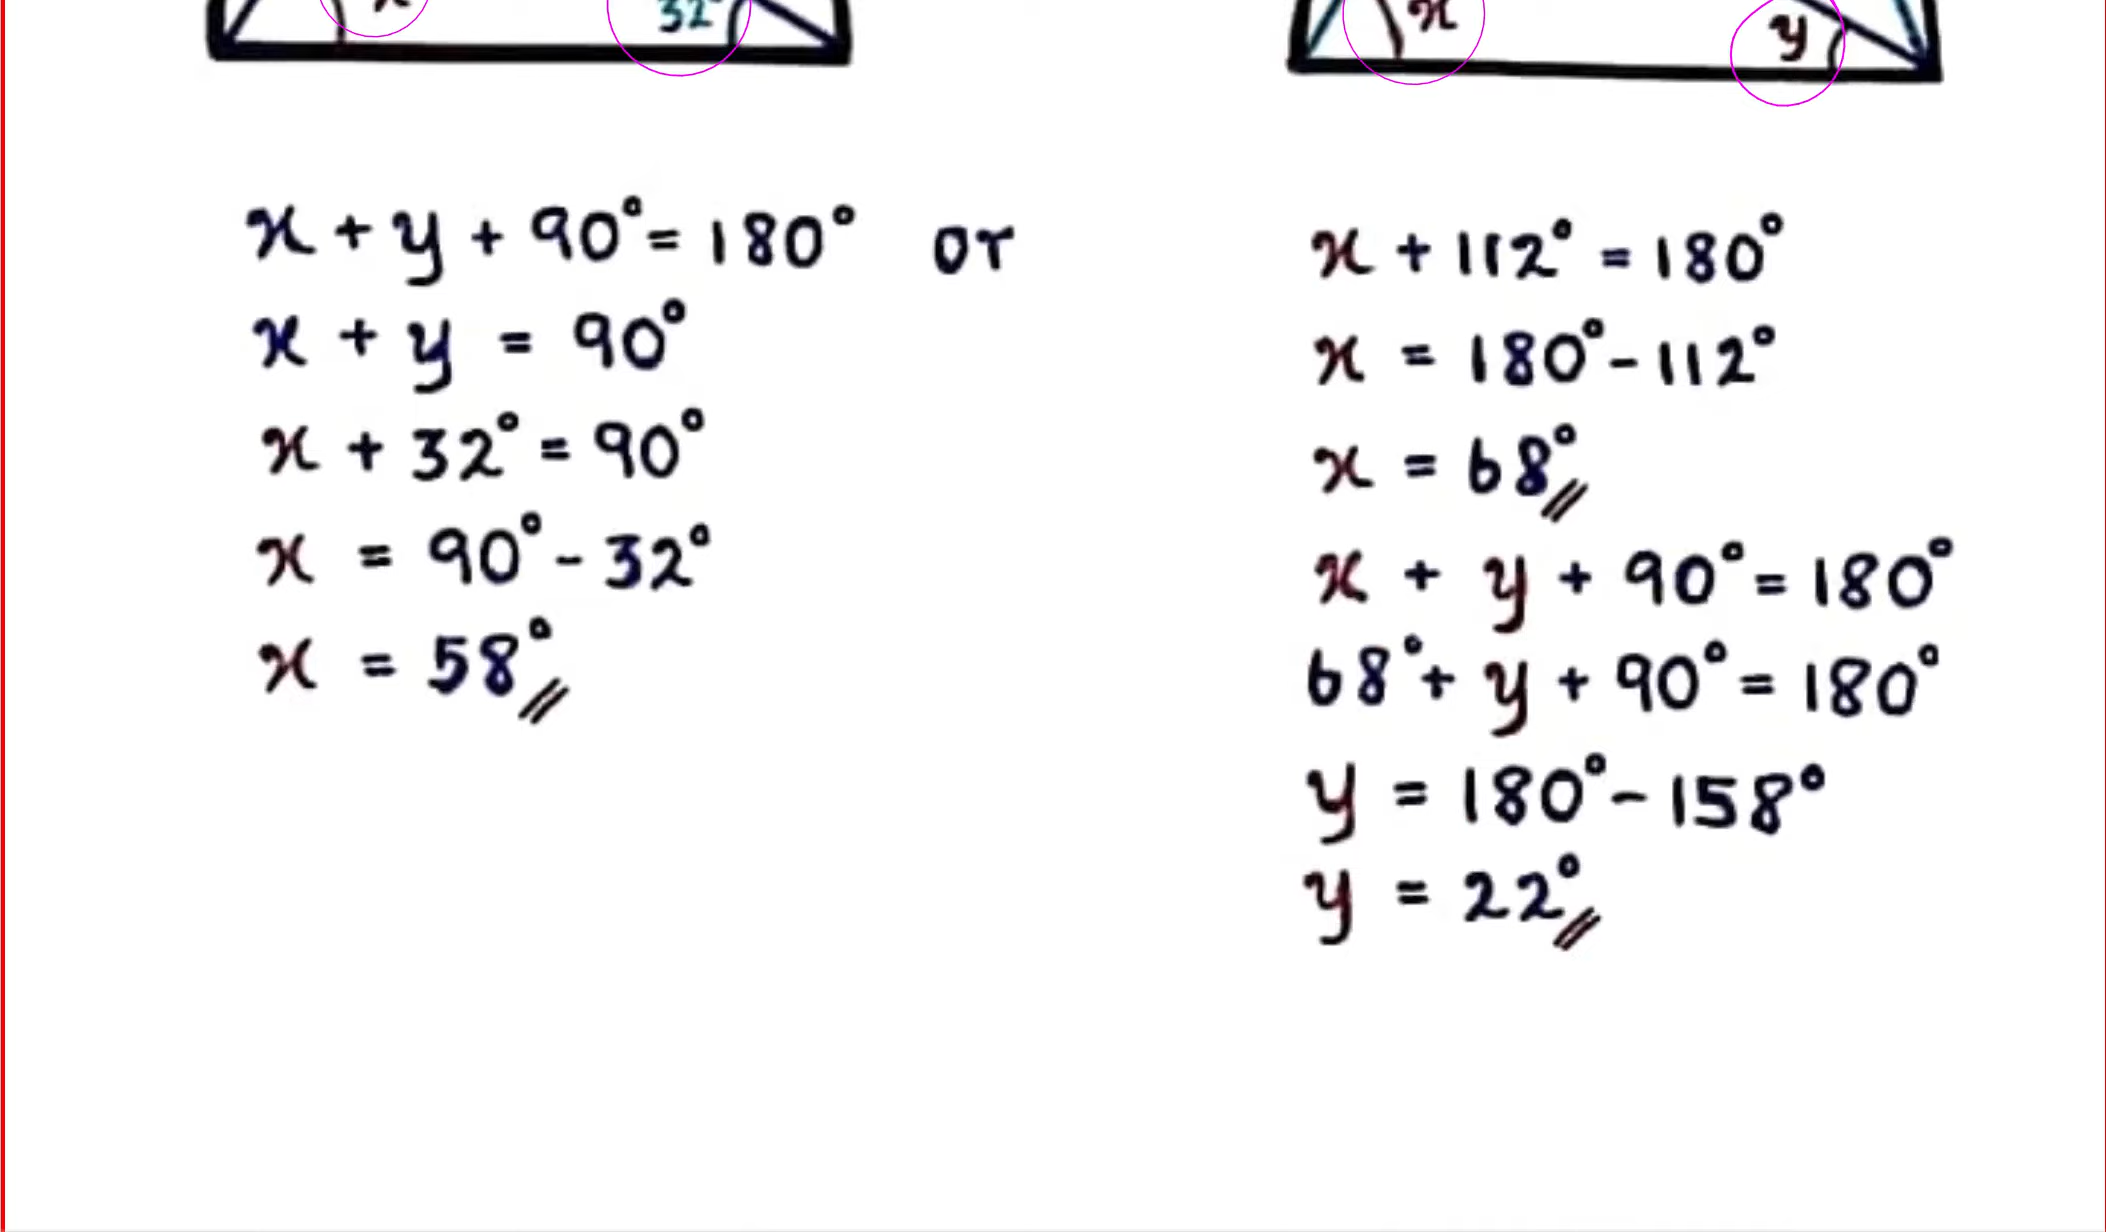 32°
x
y
x + y + 90° = 180° or
x + y = 90°
x + 32° = 90°
x = 90° - 32°
x = 58°
x + 112° = 180°
x = 180° - 112°
x = 68°
x + y + 90° = 180°
68° + y + 90° = 180°
y = 180° - 158°
y = 22°